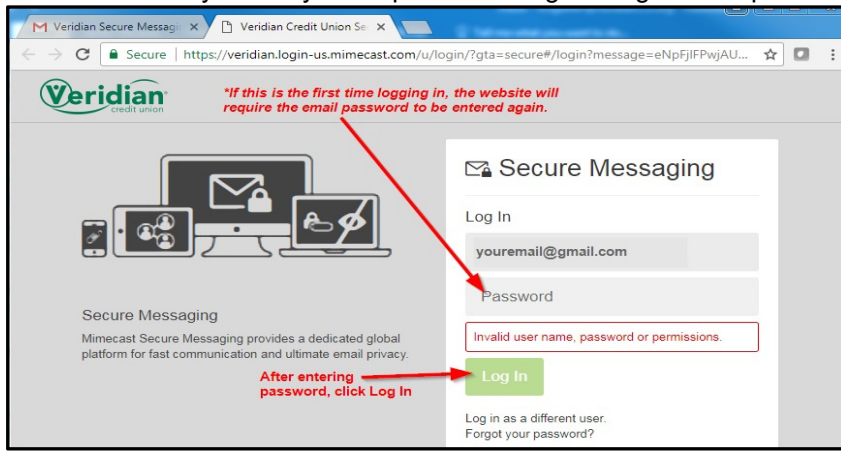 Veridian Secure Messagi
Veridian Credit Union Se
Secure | https://veridian.login-us.mimecast.com/u/login/?gta=secure#/login?message=eNpFjlFPwjAU...
Veridian
credit union
*If this is the first time logging in, the website will
require the email password to be entered again.
Secure Messaging
Log In
youremail@gmail.com
Password
Secure Messaging
Mimecast Secure Messaging provides a dedicated global
platform for fast communication and ultimate email privacy.
Invalid user name, password or permissions.
After entering
password, click Log In
Log In
Log in as a different user.
Forgot your password?